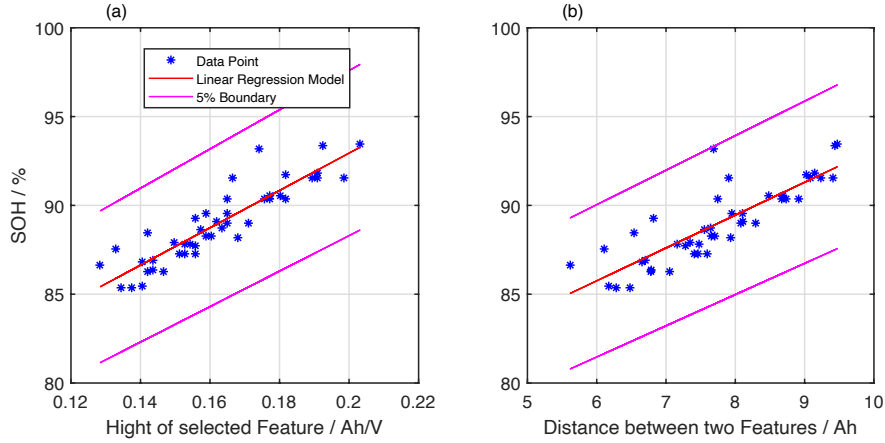 (a)
100
95
90
85
80
SOH / %
Data Point
Linear Regression Model
5% Boundary
0.12
0.14
0.16
0.18
0.2
0.22
Hight of selected Feature / Ah/V
(b)
100
95
90
85
80
5
6
7
8
9
10
Distance between two Features / Ah